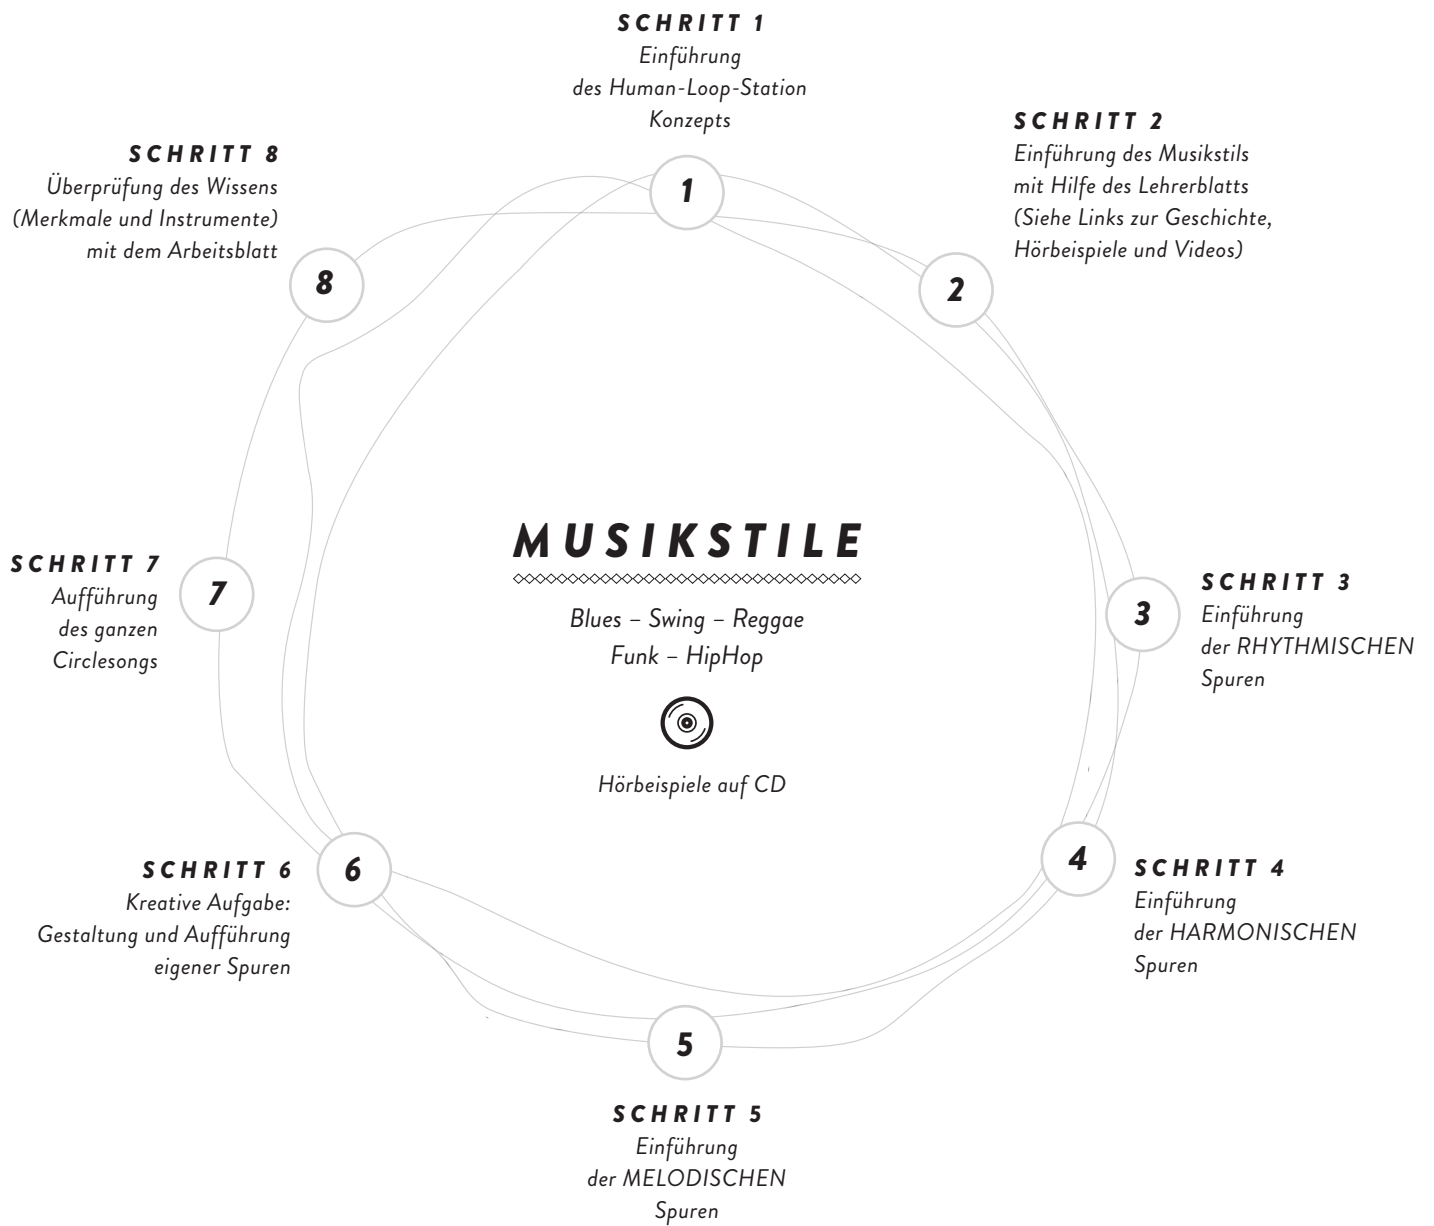 SCHRITT 1
Einführung
des Human-Loop-Station
Konzepts
1
SCHRITT 2
Einführung des Musikstils
mit Hilfe des Lehrerblatts
(Siehe Links zur Geschichte,
Hörbeispiele und Videos)
2
SCHRITT 3
Einführung
der RHYTHMISCHEN
Spuren
3
SCHRITT 4
Einführung
der HARMONISCHEN
Spuren
4
5
SCHRITT 5
Einführung
der MELODISCHEN
Spuren
SCHRITT 6
Kreative Aufgabe:
Gestaltung und Aufführung
eigener Spuren
6
SCHRITT 7
Aufführung
des ganzen
Circlesongs
7
SCHRITT 8
Überprüfung des Wissens
(Merkmale und Instrumente)
mit dem Arbeitsblatt
8
MUSIKSTILE
Blues – Swing – Reggae
Funk – HipHop
Hörbeispiele auf CD